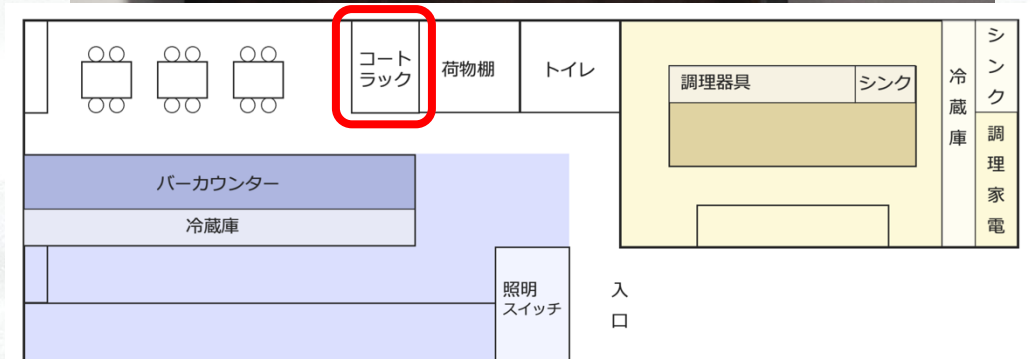 コート
ラック
荷物棚
トイレ
調理器具
シンク
冷蔵庫
シンク
調理家電
バーカウンター
冷蔵庫
照明
スイッチ
入口